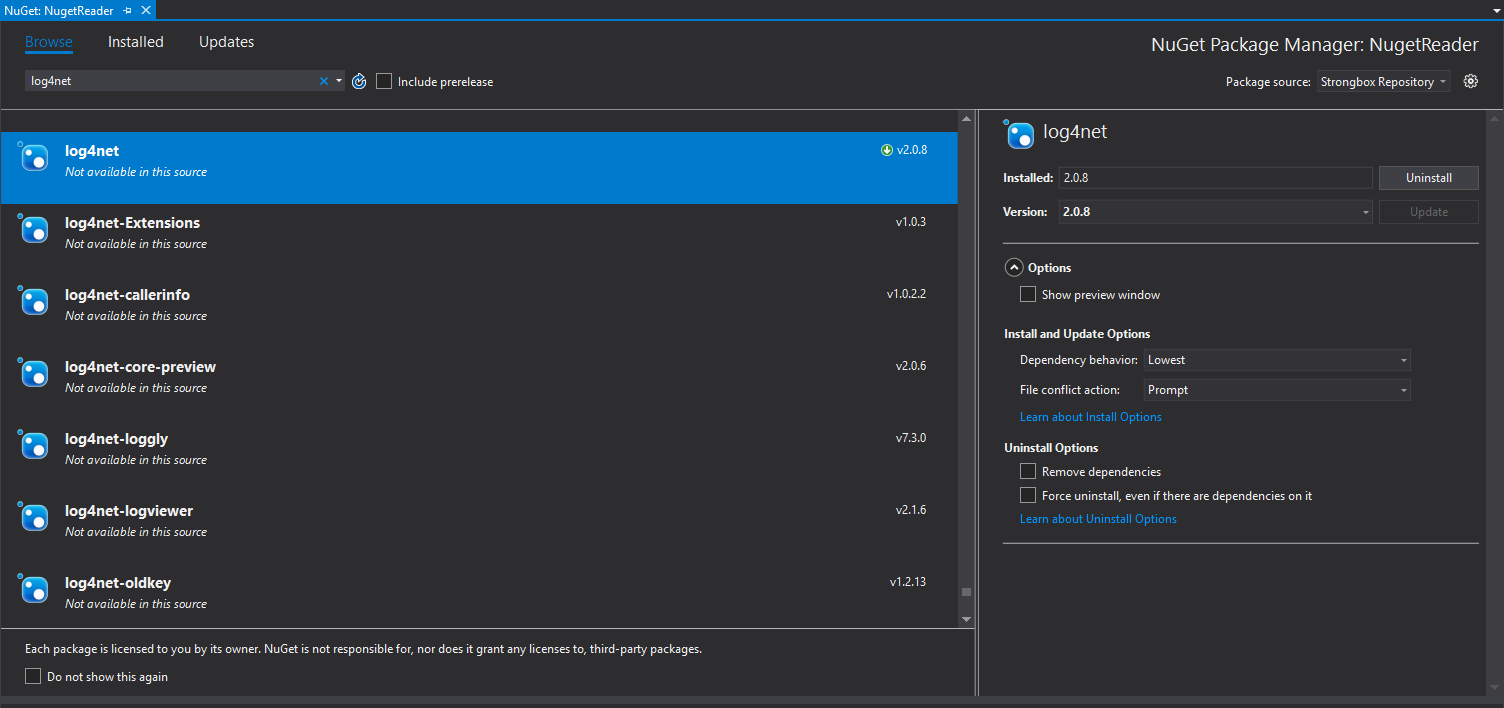 NuGet: NugetReader
Browse Installed Updates
NuGet Package Manager: NugetReader
log4net
Include prerelease
Package source: Strongbox Repository
log4net v2.0.8
Not available in this source
log4net-Extensions v1.0.3
Not available in this source
log4net-callerinfo v1.0.2.2
Not available in this source
log4net-core-preview v2.0.6
Not available in this source
log4net-loggly v7.3.0
Not available in this source
log4net-logviewer v2.1.6
Not available in this source
log4net-oldkey v1.2.13
Not available in this source
Each package is licensed to you by its owner. NuGet is not responsible for, nor does it grant any licenses to, third-party packages.
Do not show this again
log4net
Installed: 2.0.8 Uninstall
Version: 2.0.8 Update
Options
Show preview window
Install and Update Options
Dependency behavior: Lowest
File conflict action: Prompt
Learn about Install Options
Uninstall Options
Remove dependencies
Force uninstall, even if there are dependencies on it
Learn about Uninstall Options